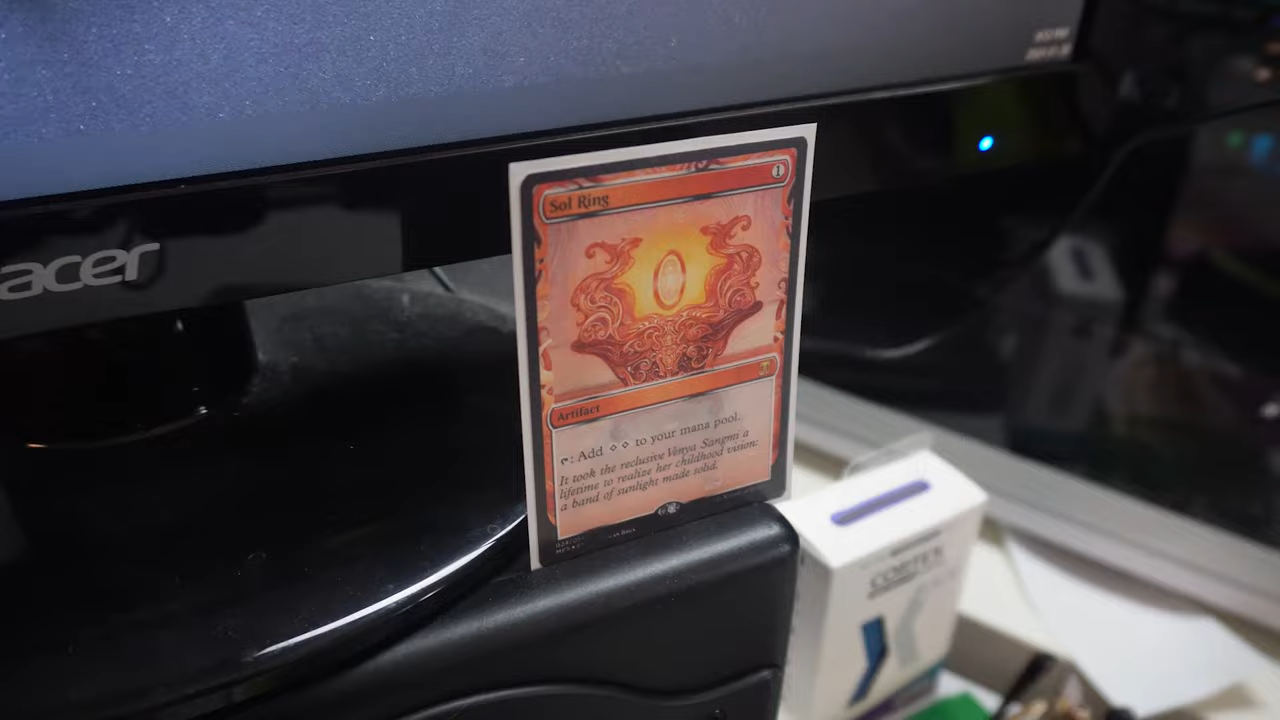 acer
Sol Ring
1
Artifact
: Add to your mana pool.
It took the reclusive Venya Sangmi a
lifetime to realize her childhood vision:
a band of sunlight made solid.
CORTEX